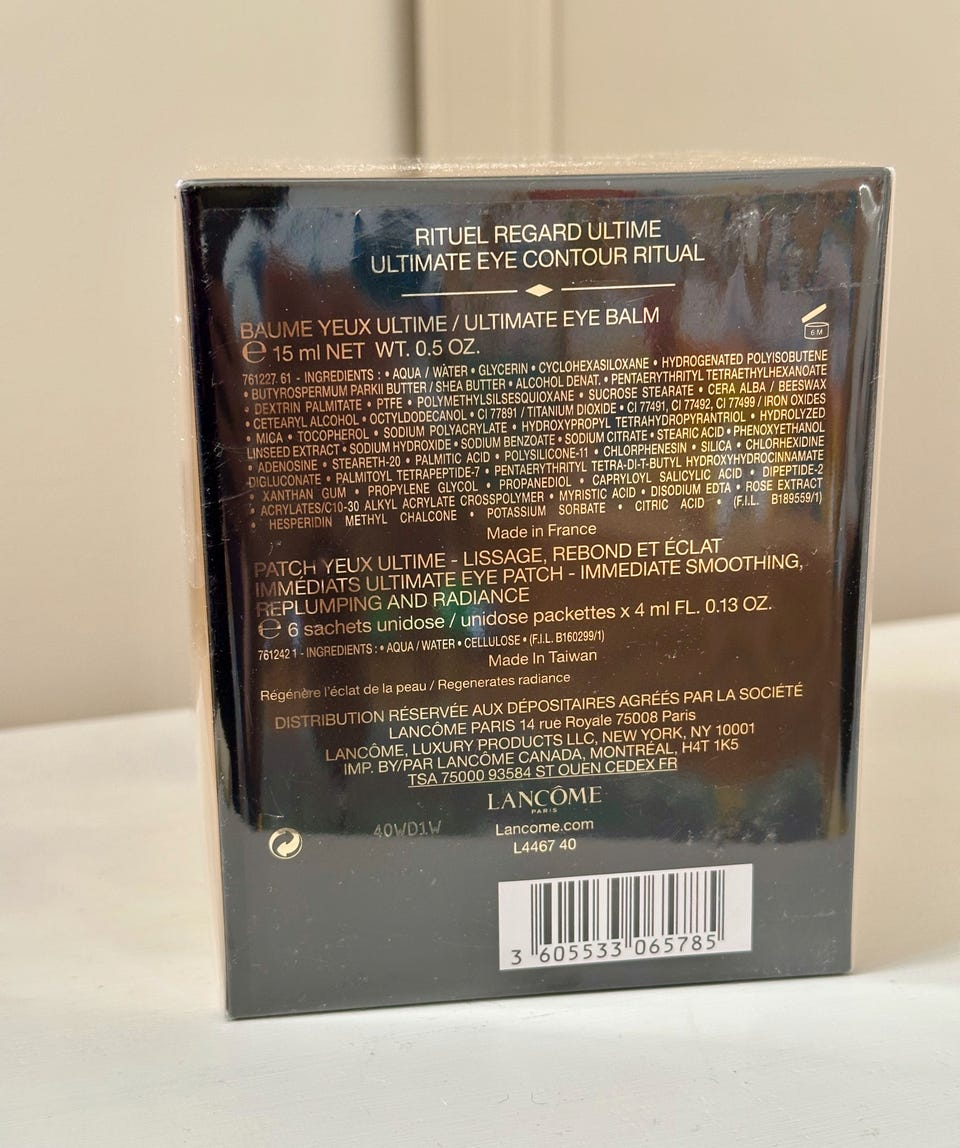 RITUEL REGARD ULTIME
ULTIMATE EYE CONTOUR RITUAL
BAUME YEUX ULTIME / ULTIMATE EYE BALM
6 M
℮ 15 ml NET WT. 0.5 OZ.
761227 61 - INGREDIENTS : • AQUA / WATER • GLYCERIN • CYCLOHEXASILOXANE • HYDROGENATED POLYISOBUTENE
• BUTYROSPERMUM PARKII BUTTER / SHEA BUTTER • ALCOHOL DENAT. • PENTAERYTHRITYL TETRAETHYLHEXANOATE
• DEXTRIN PALMITATE • PTFE • POLYMETHYLSILSESQUIOXANE • SUCROSE STEARATE • CERA ALBA / BEESWAX
• CETEARYL ALCOHOL • OCTYLDODECANOL • CI 77891 / TITANIUM DIOXIDE • CI 77491, CI 77492, CI 77499 / IRON OXIDES
• MICA • TOCOPHEROL • SODIUM POLYACRYLATE • HYDROXYPROPYL TETRAHYDROPYRANTRIOL • HYDROLYZED
LINSEED EXTRACT • SODIUM HYDROXIDE • SODIUM BENZOATE • SODIUM CITRATE • STEARIC ACID • PHENOXYETHANOL
• ADENOSINE • STEARETH-20 • PALMITIC ACID • POLYSILICONE-11 • CHLORPHENESIN • SILICA • CHLORHEXIDINE
DIGLUCONATE • PALMITOYL TETRAPEPTIDE-7 • PENTAERYTHRITYL TETRA-DI-T-BUTYL HYDROXYHYDROCINNAMATE
• XANTHAN GUM • PROPYLENE GLYCOL • PROPANEDIOL • CAPRYLOYL SALICYLIC ACID • DIPEPTIDE-2
• ACRYLATES/C10-30 ALKYL ACRYLATE CROSSPOLYMER • MYRISTIC ACID • DISODIUM EDTA • ROSE EXTRACT
• HESPERIDIN METHYL CHALCONE • POTASSIUM SORBATE • CITRIC ACID • (F.I.L. B189559/1)
Made in France
PATCH YEUX ULTIME - LISSAGE, REBOND ET ÉCLAT
IMMÉDIATS ULTIMATE EYE PATCH - IMMEDIATE SMOOTHING,
REPLUMPING AND RADIANCE
℮ 6 sachets unidose / unidose packettes x 4 ml FL. 0.13 OZ.
761242 1 - INGREDIENTS : • AQUA / WATER • CELLULOSE • (F.I.L. B160299/1)
Made In Taiwan
Régénère l'éclat de la peau / Regenerates radiance
DISTRIBUTION RÉSERVÉE AUX DÉPOSITAIRES AGRÉÉS PAR LA SOCIÉTÉ
LANCÔME PARIS 14 rue Royale 75008 Paris
LANCÔME, LUXURY PRODUCTS LLC, NEW YORK, NY 10001
IMP. BY/PAR LANCÔME CANADA, MONTRÉAL, H4T 1K5
TSA 75000 93584 ST OUEN CEDEX FR
LANCÔME
PARIS
40WD1W
Lancome.com
L4467 40
3 605533 065785